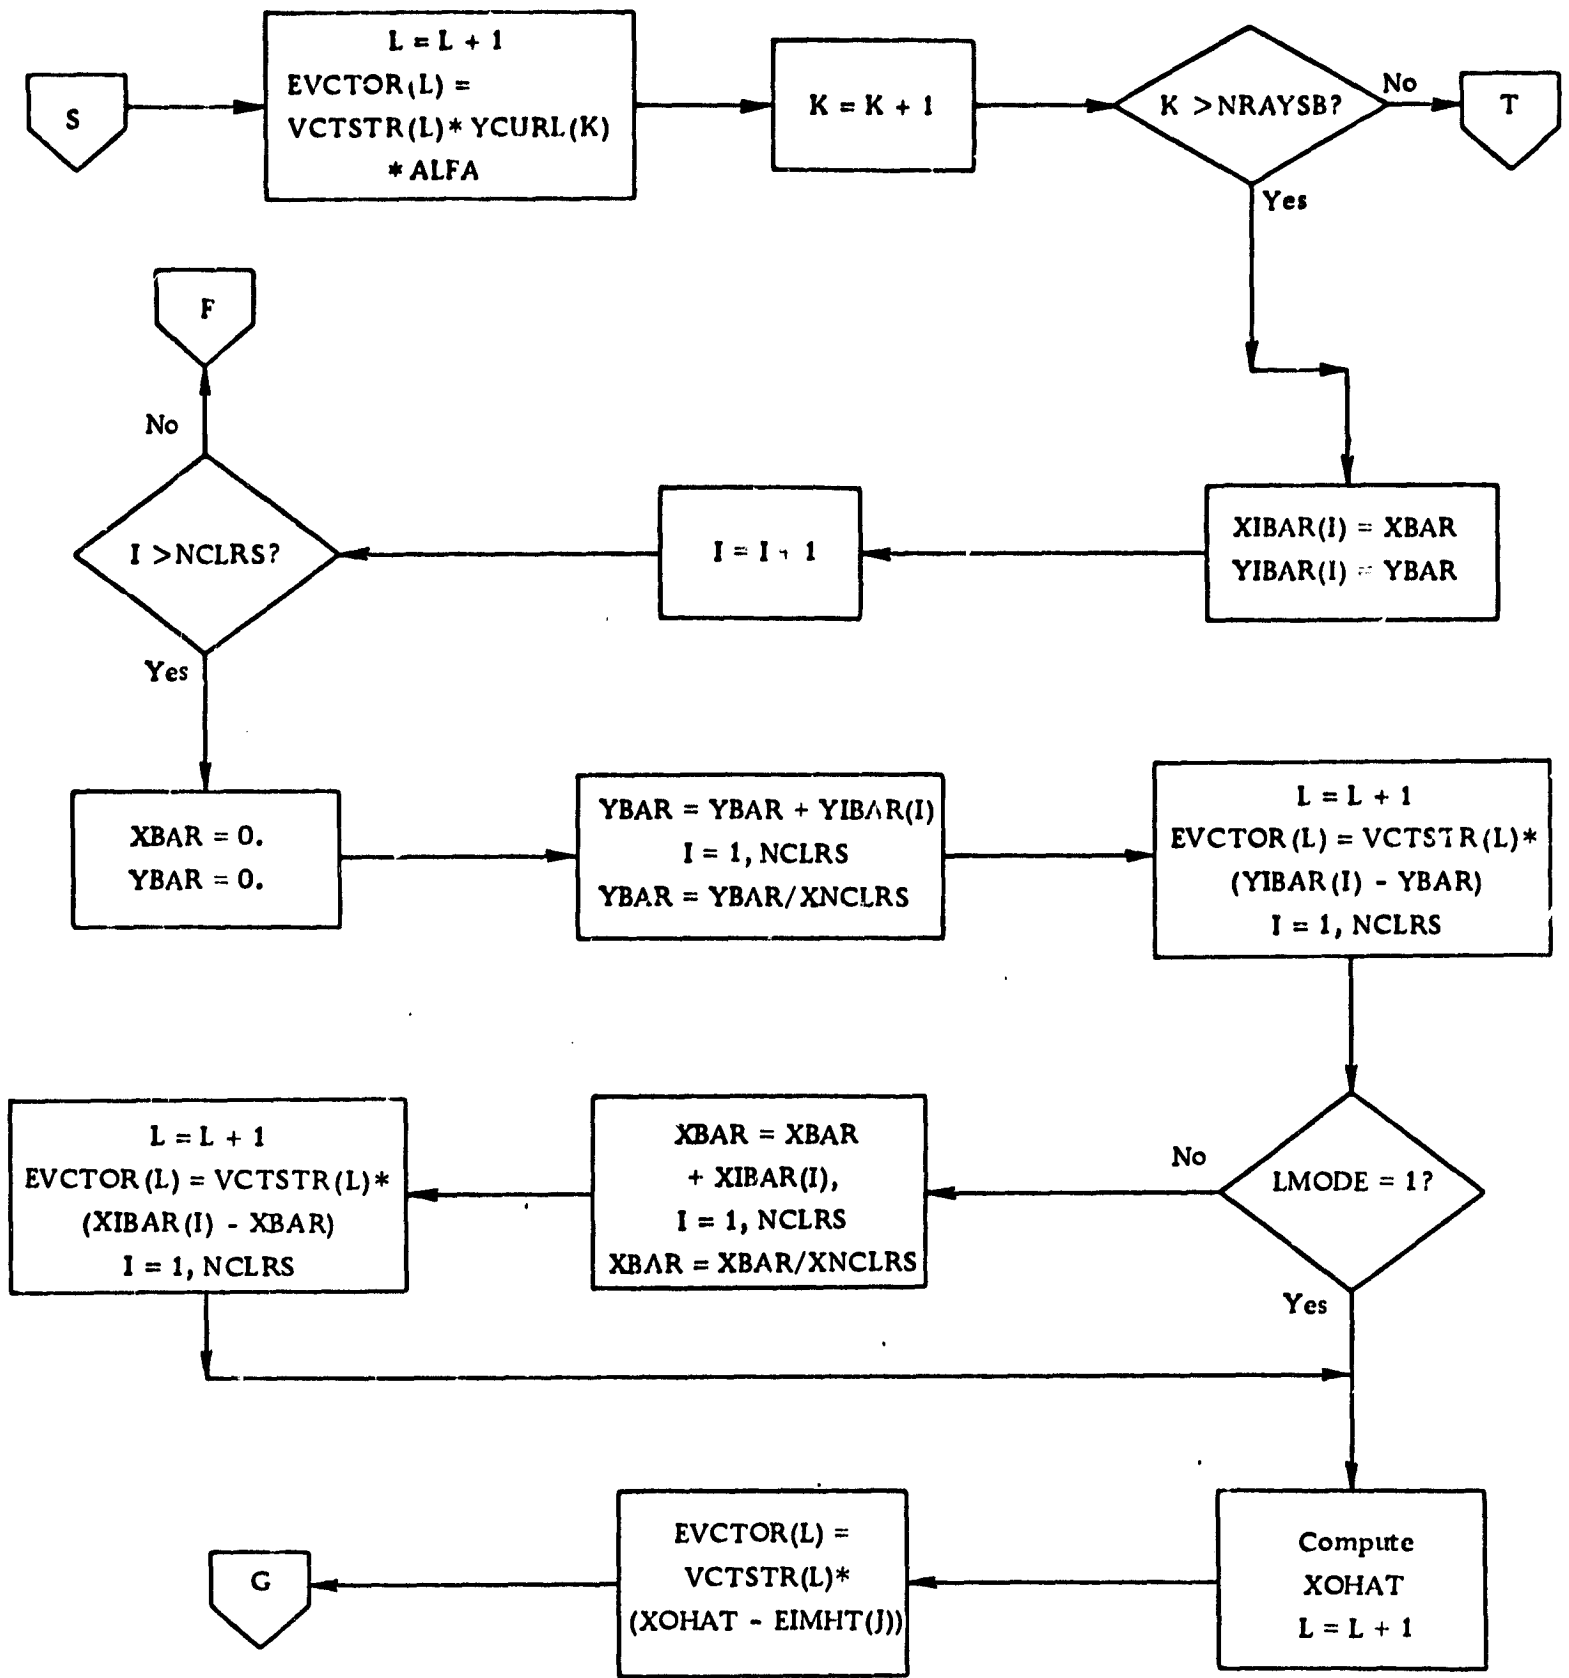 S
L = L + 1
EVCTOR(L) =
VCTSTR(L)* YCURL(K)
* ALFA
K = K + 1
K >NRAYSB?
No
T
Yes
F
No
I >NCLRS?
Yes
I = I + 1
XIBAR(I) = XBAR
YIBAR(I) = YBAR
XBAR = 0.
YBAR = 0.
YBAR = YBAR + YIBAR(I)
I = 1, NCLRS
YBAR = YBAR/XNCLRS
L = L + 1
EVCTOR(L) = VCTSTR(L)*
(YIBAR(I) - YBAR)
I = 1, NCLRS
LMODE = 1?
No
Yes
XBAR = XBAR
+ XIBAR(I),
I = 1, NCLRS
XBAR = XBAR/XNCLRS
L = L + 1
EVCTOR(L) = VCTSTR(L)*
(XIBAR(I) - XBAR)
I = 1, NCLRS
Compute
XOHAT
L = L + 1
EVCTOR(L) =
VCTSTR(L)*
(XOHAT - EIMHT(J))
G